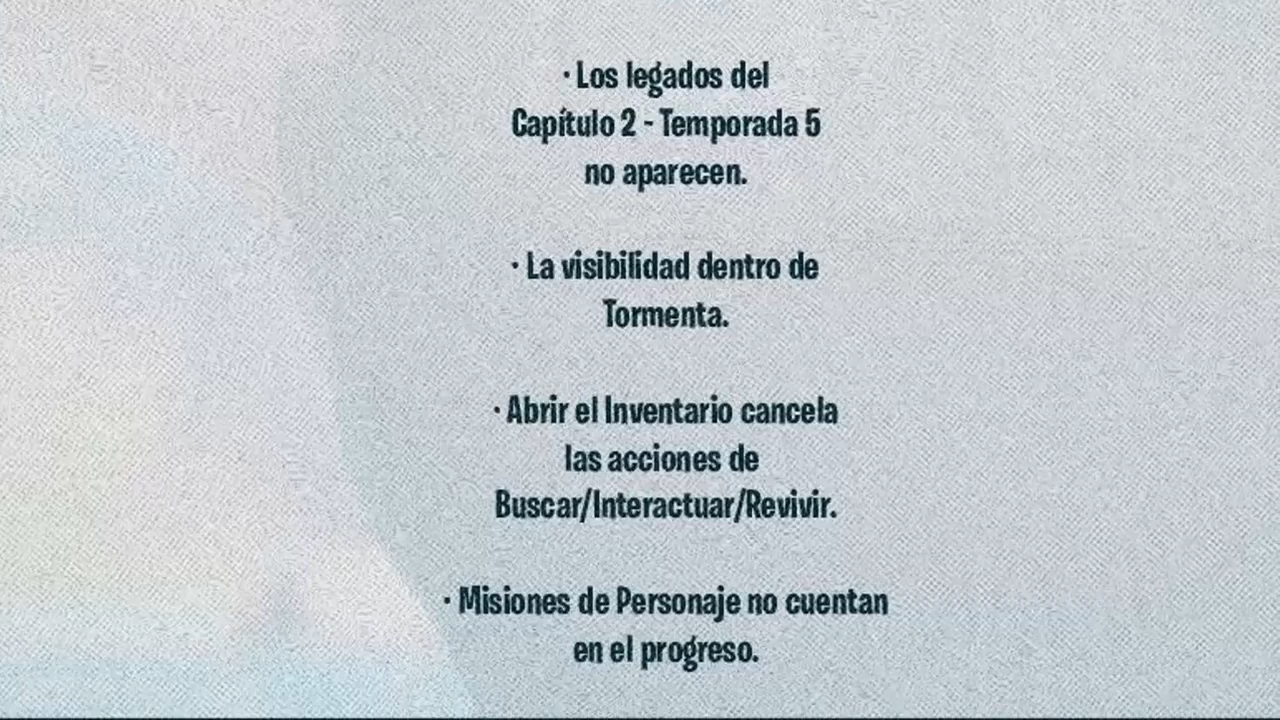 · Los legados del
Capítulo 2 - Temporada 5
no aparecen.
· La visibilidad dentro de
Tormenta.
· Abrir el Inventario cancela
las acciones de
Buscar/Interactuar/Revivir.
· Misiones de Personaje no cuentan
en el progreso.